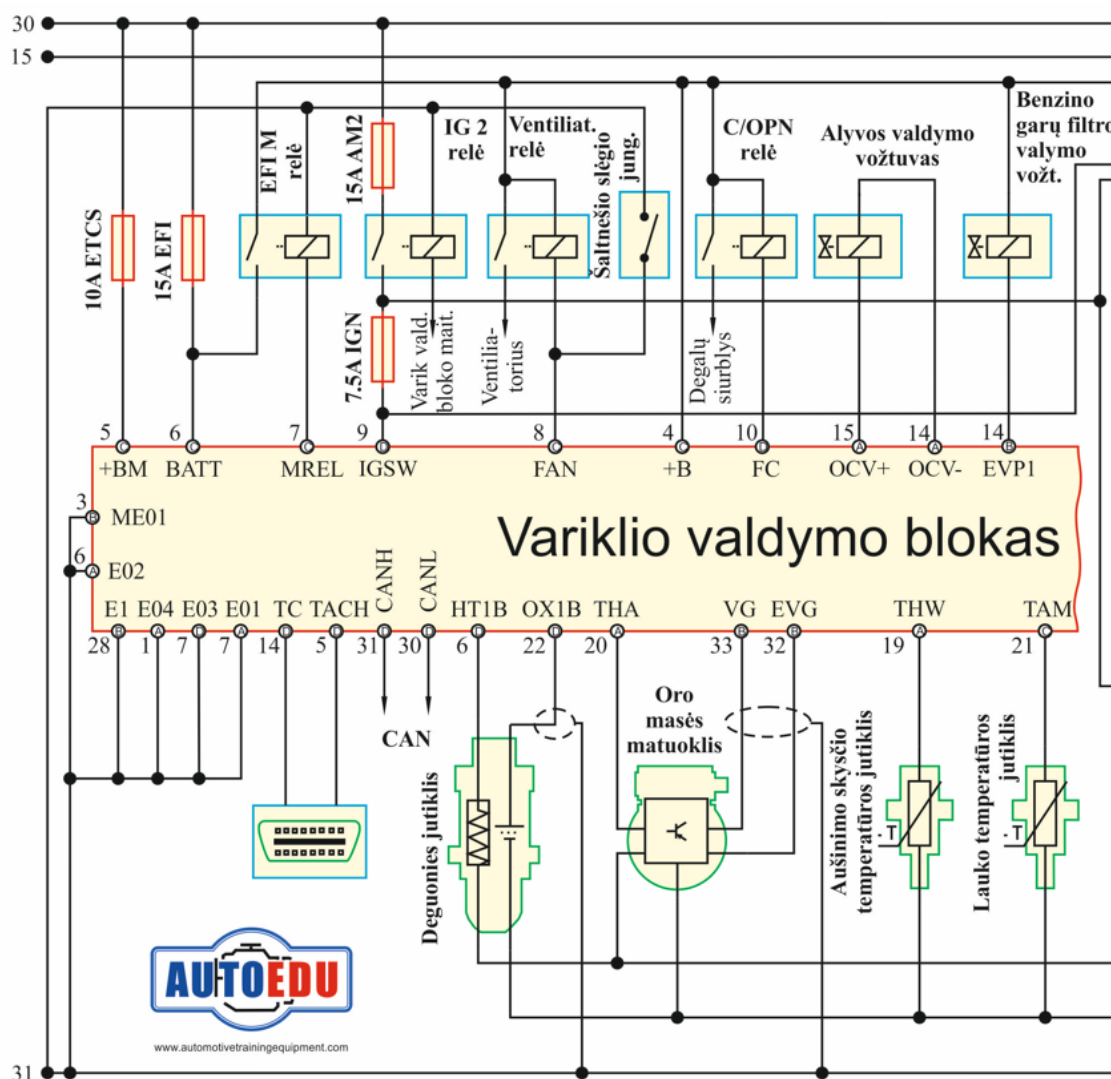 30
15
10A ETCS
15A EFI
EFI M
relė
15A AM2
IG 2
relė
Ventiliat.
relė
Šaltnešio slėgio
jung.
C/OPN
relė
Alyvos valdymo
vožtuvas
Benzino
garų filtro
valymo
vožt.
7.5A IGN
Varik vald.
bloko mait.
Ventilia-
torius
Degalų
siurblys
5 6 7 9 8 4 10 15 14 14
C C C D C C D A A B
+BM BATT MREL IGSW FAN +B FC OCV+ OCV- EVP1
3
B ME01
6
A E02
Variklio valdymo blokas
CANH
CANL
E1 E04 E03 E01 TC TACH HT1B OX1B THA VG EVG THW TAM
B A D A D D D D D D A B B A C
28 1 7 7 14 5 31 30 6 22 20 33 32 19 21
CAN
Deguonies jutiklis
Oro
masės
matuoklis
Aušinimo skysčio
temperatūros jutiklis
T
Lauko temperatūros
jutiklis
T
AUTOEDU
www.automotivetrainingequipment.com
31